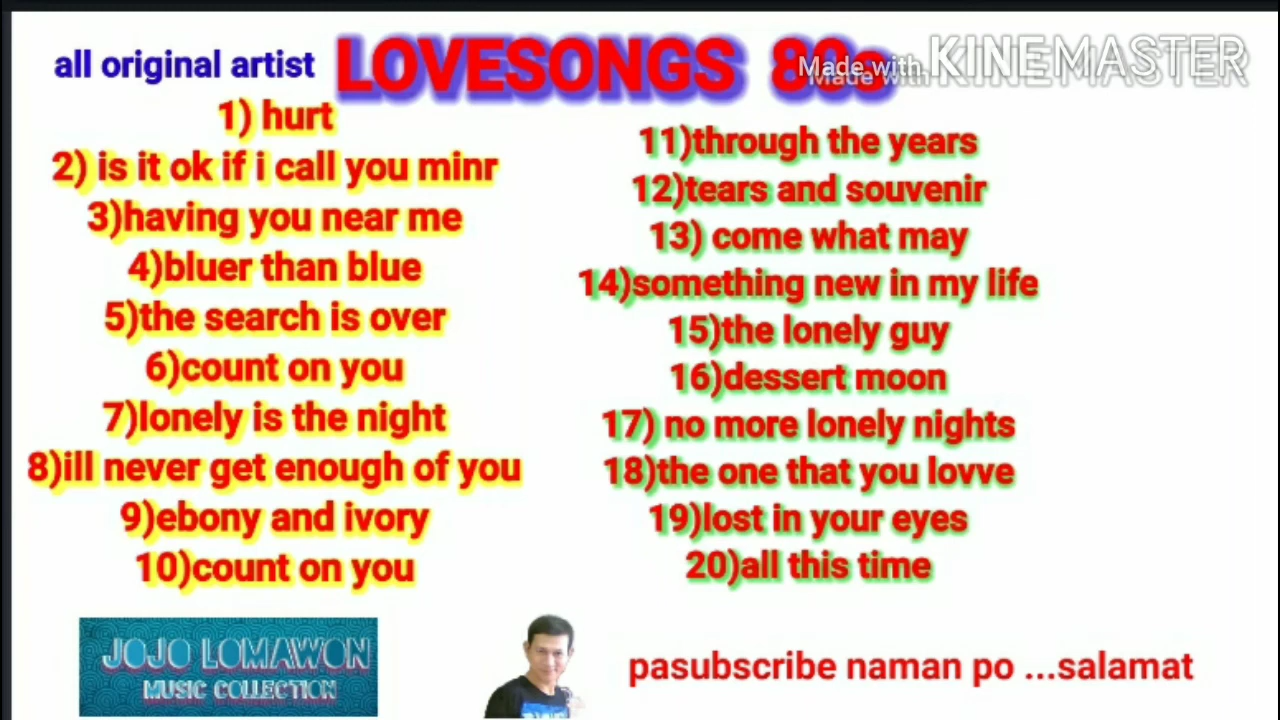 all original artist
LOVESONGS 80s
Made with KINEMASTER
1) hurt
2) is it ok if i call you minr
3)having you near me
4)bluer than blue
5)the search is over
6)count on you
7)lonely is the night
8)ill never get enough of you
9)ebony and ivory
10)count on you
11)through the years
12)tears and souvenir
13) come what may
14)something new in my life
15)the lonely guy
16)dessert moon
17) no more lonely nights
18)the one that you lovve
19)lost in your eyes
20)all this time
JOJO LOMAWON
MUSIC COLLECTION
pasubscribe naman po ...salamat